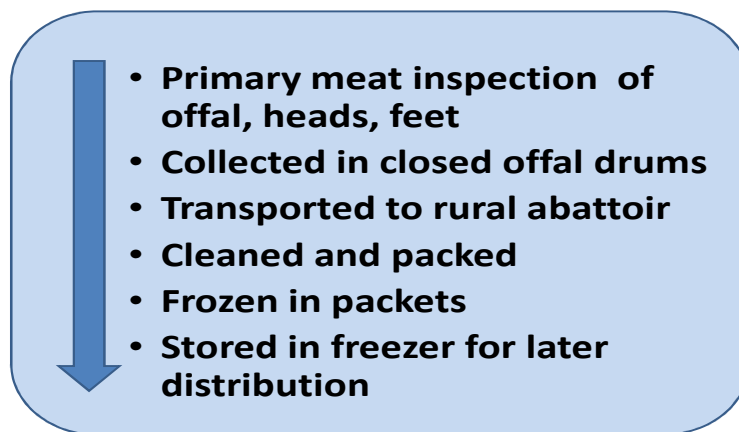 • Primary meat inspection of
offal, heads, feet
• Collected in closed offal drums
• Transported to rural abattoir
• Cleaned and packed
• Frozen in packets
• Stored in freezer for later
distribution